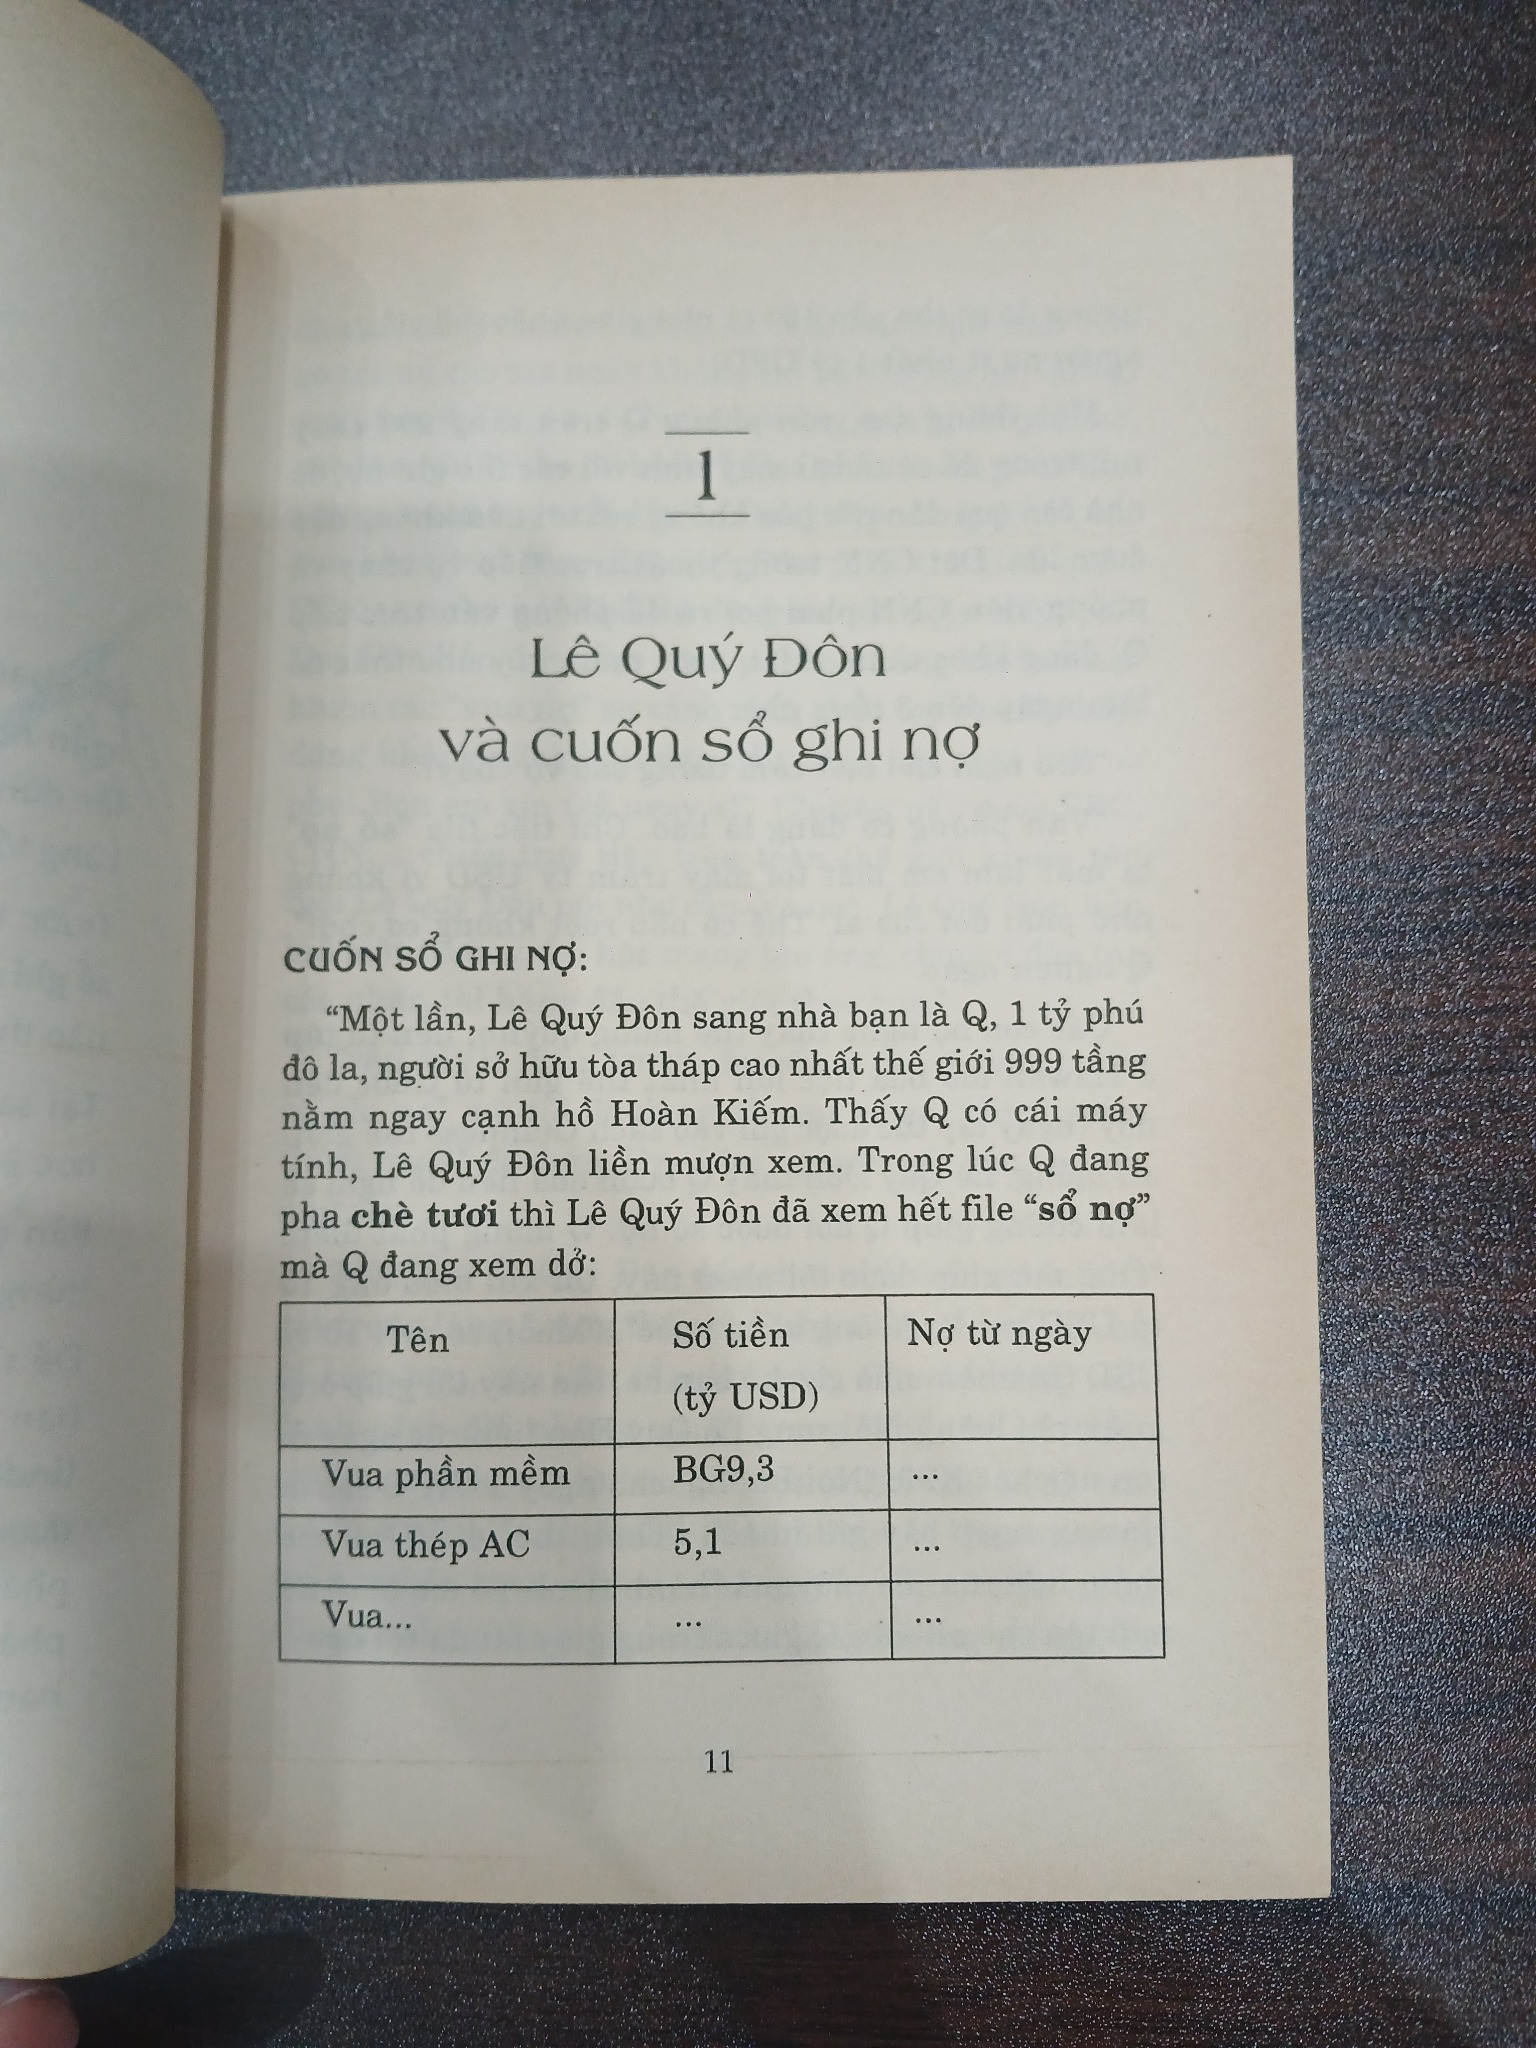 1
Lê Quý Đôn
và cuốn sổ ghi nợ
CUỐN SỔ GHI NỢ:
“Một lần, Lê Quý Đôn sang nhà bạn là Q, 1 tỷ phú
đô la, người sở hữu tòa tháp cao nhất thế giới 999 tầng
nằm ngay cạnh hồ Hoàn Kiếm. Thấy Q có cái máy
tính, Lê Quý Đôn liền mượn xem. Trong lúc Q đang
pha chè tươi thì Lê Quý Đôn đã xem hết file “sổ nợ”
mà Q đang xem dở:
Tên Số tiền Nợ từ ngày
(tỷ USD)
Vua phần mềm BG9,3 ...
Vua thép AC 5,1 ...
Vua... ... ...
11